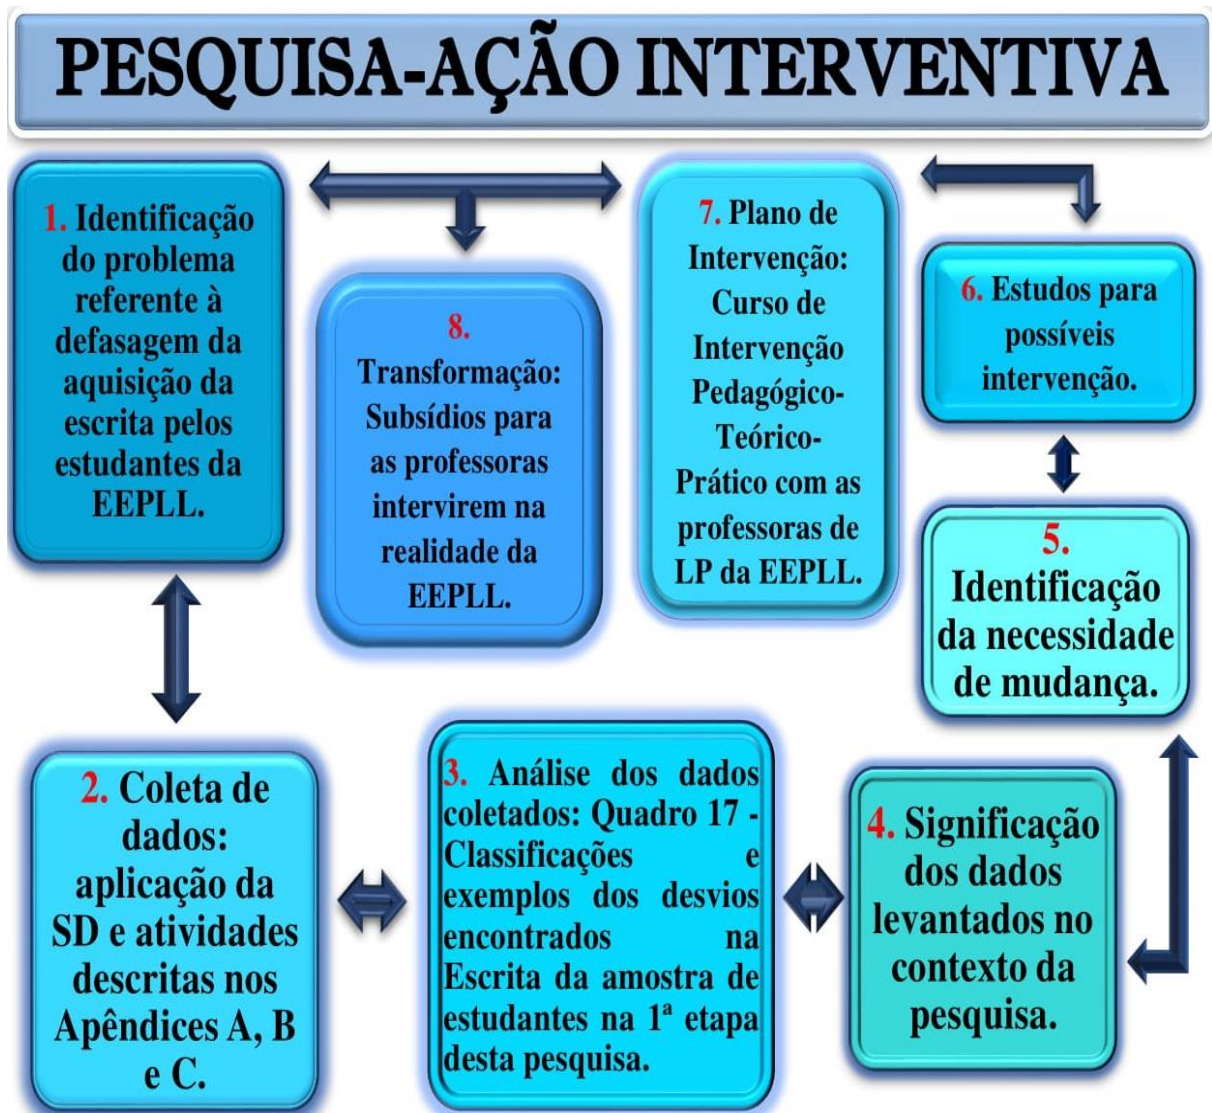 PESQUISA-AÇÃO INTERVENTIVA
1. Identificação
do problema
referente à
defasagem da
aquisição da
escrita pelos
estudantes da
EEPLL.
2. Coleta de
dados:
aplicação da
SD e atividades
descritas nos
Apêndices A, B
e C.
3. Análise dos dados
coletados: Quadro 17 -
Classificações e
exemplos dos desvios
encontrados na
Escrita da amostra de
estudantes na 1ª etapa
desta pesquisa.
4. Significação
dos dados
levantados no
contexto da
pesquisa.
5.
Identificação
da necessidade
de mudança.
6. Estudos para
possíveis
intervenção.
7. Plano de
Intervenção:
Curso de
Intervenção
Pedagógico-
Teórico-
Prático com as
professoras de
LP da EEPLL.
8.
Transformação:
Subsídios para
as professoras
intervirem na
realidade da
EEPLL.